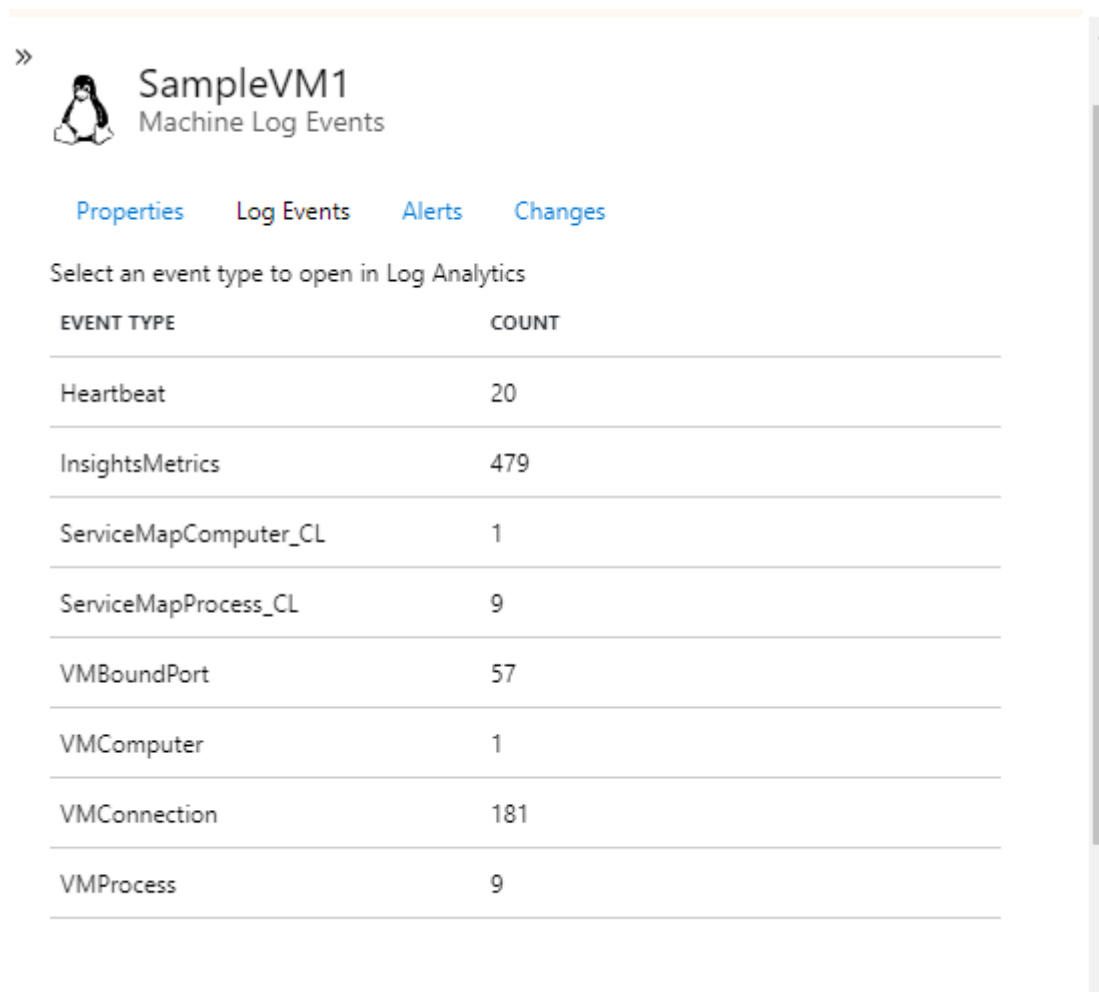 SampleVM1
Machine Log Events
Properties Log Events Alerts Changes
Select an event type to open in Log Analytics
EVENT TYPE COUNT
Heartbeat 20
InsightsMetrics 479
ServiceMapComputer_CL 1
ServiceMapProcess_CL 9
VMBoundPort 57
VMComputer 1
VMConnection 181
VMProcess 9